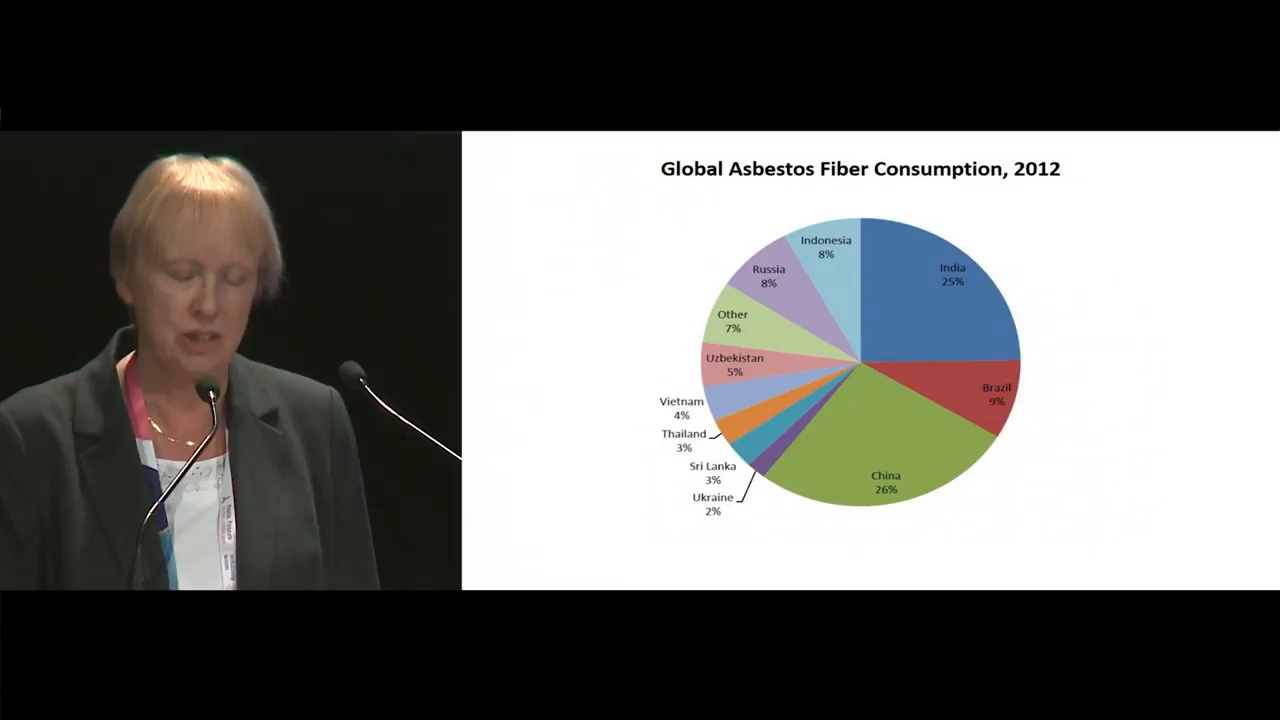 Global Asbestos Fiber Consumption, 2012
Indonesia
8%
India
25%
Russia
8%
Other
7%
Uzbekistan
5%
Brazil
9%
Vietnam
4%
Thailand
3%
Sri Lanka
3%
China
26%
Ukraine
2%